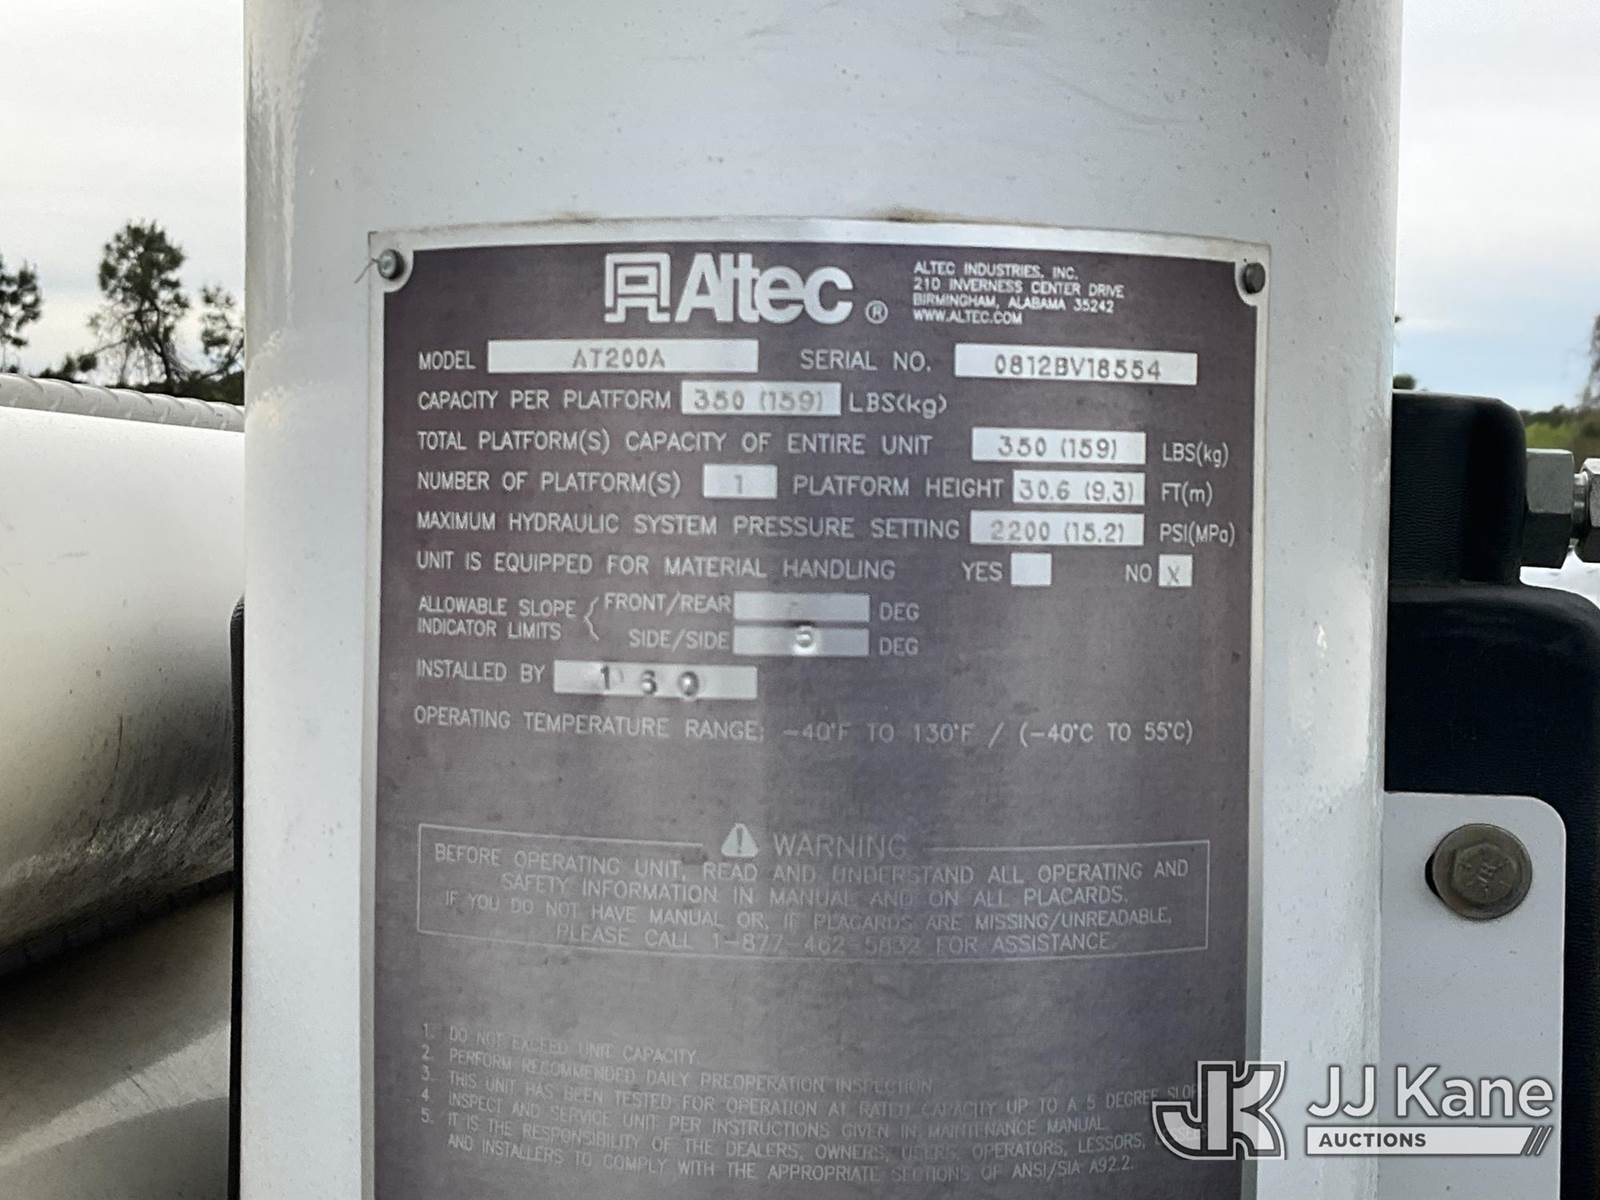 Altec ®
ALTEC INDUSTRIES, INC.
210 INVERNESS CENTER DRIVE
BIRMINGHAM, ALABAMA 35242
WWW.ALTEC.COM
MODEL AT200A SERIAL NO. 0812BV18554
CAPACITY PER PLATFORM 350 (159) LBS(kg)
TOTAL PLATFORM(S) CAPACITY OF ENTIRE UNIT 350 (159) LBS(kg)
NUMBER OF PLATFORM(S) 1 PLATFORM HEIGHT 30.6 (9.3) FT(m)
MAXIMUM HYDRAULIC SYSTEM PRESSURE SETTING 2200 (15.2) PSI(MPa)
UNIT IS EQUIPPED FOR MATERIAL HANDLING YES NO X
ALLOWABLE SLOPE INDICATOR LIMITS FRONT/REAR DEG
SIDE/SIDE 5 DEG
INSTALLED BY 160
OPERATING TEMPERATURE RANGE: -40°F TO 130°F / (-40°C TO 55°C)
WARNING
BEFORE OPERATING UNIT, READ AND UNDERSTAND ALL OPERATING AND
SAFETY INFORMATION IN MANUAL AND ON ALL PLACARDS.
IF YOU DO NOT HAVE MANUAL OR, IF PLACARDS ARE MISSING/UNREADABLE,
PLEASE CALL 1-877-462-5832 FOR ASSISTANCE.
1. DO NOT EXCEED UNIT CAPACITY.
2. PERFORM RECOMMENDED DAILY PREOPERATION INSPECTION.
3. THIS UNIT HAS BEEN TESTED FOR OPERATION AT RATED CAPACITY UP TO A 5 DEGREE SLOPE.
4. INSPECT AND SERVICE UNIT PER INSTRUCTIONS GIVEN IN MAINTENANCE MANUAL.
5. IT IS THE RESPONSIBILITY OF THE DEALERS, OWNERS, USERS, OPERATORS, LESSORS,
AND INSTALLERS TO COMPLY WITH THE APPROPRIATE SECTIONS OF ANSI/SIA A92.2.
JK JJ Kane
AUCTIONS